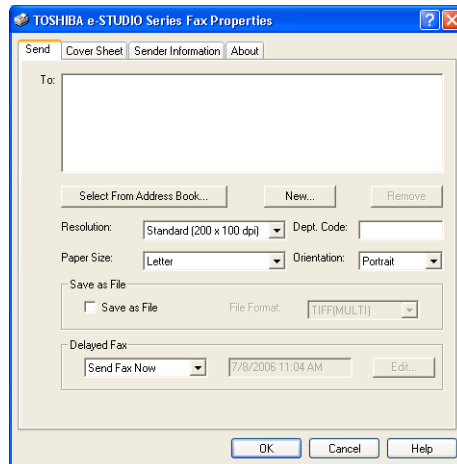 TOSHIBA e-STUDIO Series Fax Properties
Send Cover Sheet Sender Information About
To:
Select From Address Book... New... Remove
Resolution: Standard (200 x 100 dpi) Dept. Code:
Paper Size: Letter Orientation: Portrait
Save as File
Save as File File Format: TIFF(MULTI)
Delayed Fax
Send Fax Now 7/8/2006 11:04 AM Edit...
OK Cancel Help